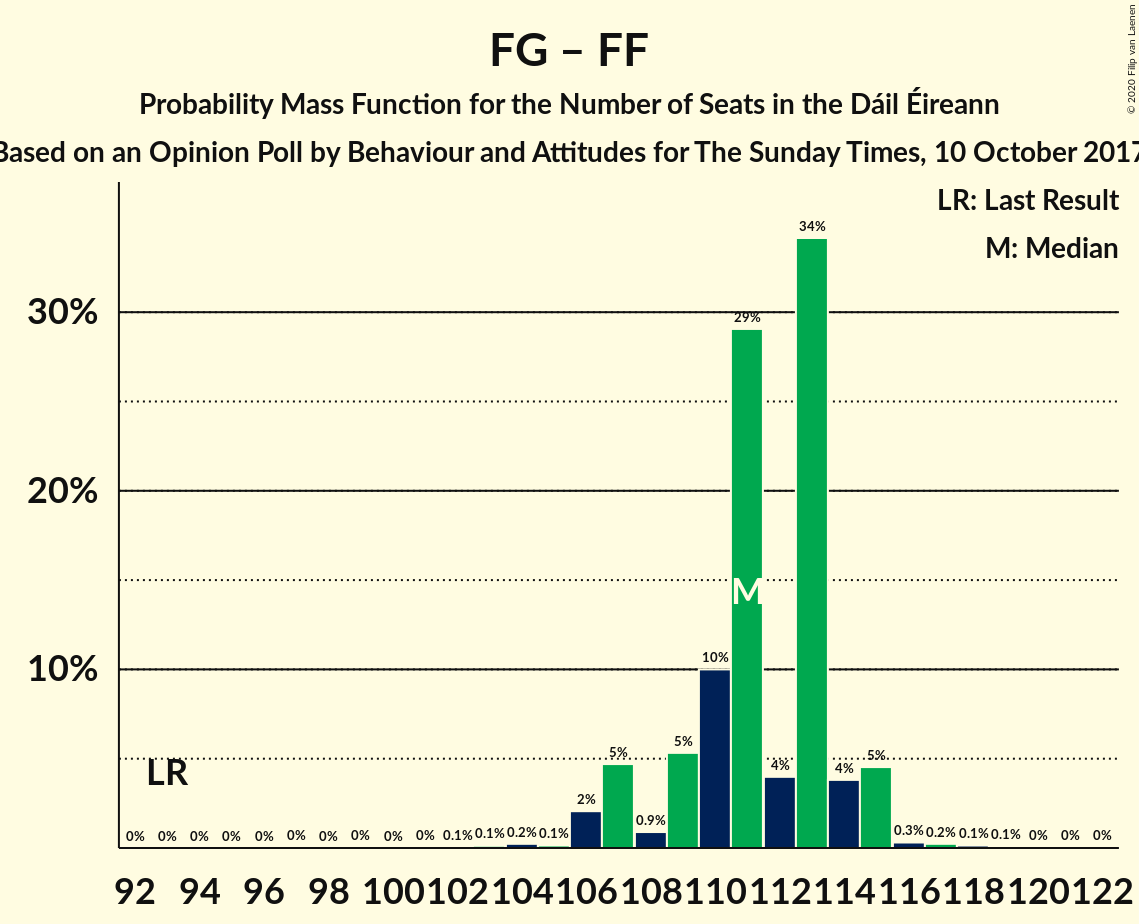 © 2020 Filip van Laenen
FG – FF
Probability Mass Function for the Number of Seats in the Dáil Éireann
Based on an Opinion Poll by Behaviour and Attitudes for The Sunday Times, 10 October 2017
LR: Last Result
M: Median
34%
30%
29%
20%
M
10%
10%
LR
5%
5%
5%
4%
4%
2%
0.9%
0% 0% 0% 0% 0% 0% 0% 0% 0% 0% 0.1% 0.1% 0.2% 0.1% 0.3% 0.2% 0.1% 0.1% 0% 0% 0%
92 94 96 98 100 102 104 106 108 110 112 114 116 118 120 122